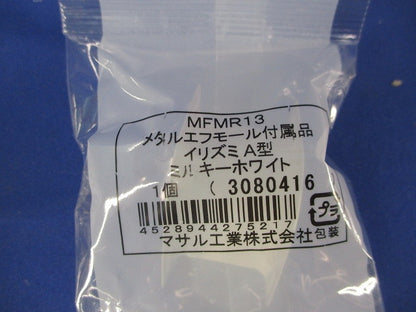 MFMR13
メタルエフモール付属品
イリズミA型
ミルキーホワイト
1個 ( 3080416
4528944275217
マサル工業株式会社
プラ
包装